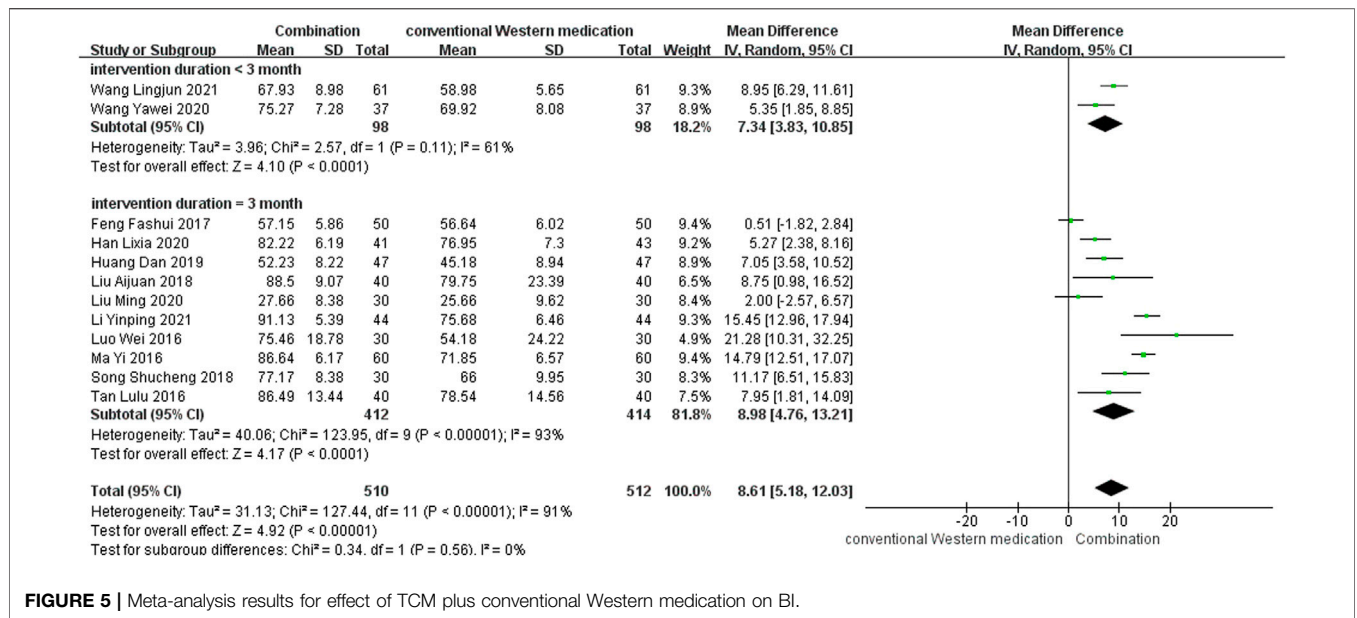 Combination conventional Western medication Mean Difference Mean Difference
Study or Subgroup Mean SD Total Mean SD Total Weight IV, Random, 95% CI IV, Random, 95% CI
intervention duration < 3 month
Wang Lingjun 2021 67.93 8.98 61 58.98 5.65 61 9.3% 8.95 [6.29, 11.61]
Wang Yawei 2020 75.27 7.28 37 69.92 8.08 37 8.9% 5.35 [1.85, 8.85]
Subtotal (95% CI) 98 98 18.2% 7.34 [3.83, 10.85]
Heterogeneity: Tau² = 3.96; Chi² = 2.57, df = 1 (P = 0.11); I² = 61%
Test for overall effect: Z = 4.10 (P < 0.0001)
intervention duration = 3 month
Feng Fashui 2017 57.15 5.86 50 56.64 6.02 50 9.4% 0.51 [-1.82, 2.84]
Han Lixia 2020 82.22 6.19 41 76.95 7.3 43 9.2% 5.27 [2.38, 8.16]
Huang Dan 2019 52.23 8.22 47 45.18 8.94 47 8.9% 7.05 [3.58, 10.52]
Liu Aijuan 2018 88.5 9.07 40 79.75 23.39 40 6.5% 8.75 [0.98, 16.52]
Liu Ming 2020 27.66 8.38 30 25.66 9.62 30 8.4% 2.00 [-2.57, 6.57]
Li Yinping 2021 91.13 5.39 44 75.68 6.46 44 9.3% 15.45 [12.96, 17.94]
Luo Wei 2016 75.46 18.78 30 54.18 24.22 30 4.9% 21.28 [10.31, 32.25]
Ma Yi 2016 86.64 6.17 60 71.85 6.57 60 9.4% 14.79 [12.51, 17.07]
Song Shucheng 2018 77.17 8.38 30 66 9.95 30 8.3% 11.17 [6.51, 15.83]
Tan Lulu 2016 86.49 13.44 40 78.54 14.56 40 7.5% 7.95 [1.81, 14.09]
Subtotal (95% CI) 412 414 81.8% 8.98 [4.76, 13.21]
Heterogeneity: Tau² = 40.06; Chi² = 123.95, df = 9 (P < 0.00001); I² = 93%
Test for overall effect: Z = 4.17 (P < 0.0001)
Total (95% CI) 510 512 100.0% 8.61 [5.18, 12.03]
Heterogeneity: Tau² = 31.13; Chi² = 127.44, df = 11 (P < 0.00001); I² = 91%
Test for overall effect: Z = 4.92 (P < 0.00001)
Test for subgroup differences: Chi² = 0.34, df = 1 (P = 0.56), I² = 0%
-20 -10 0 10 20
conventional Western medication Combination
FIGURE 5 | Meta-analysis results for effect of TCM plus conventional Western medication on BI.